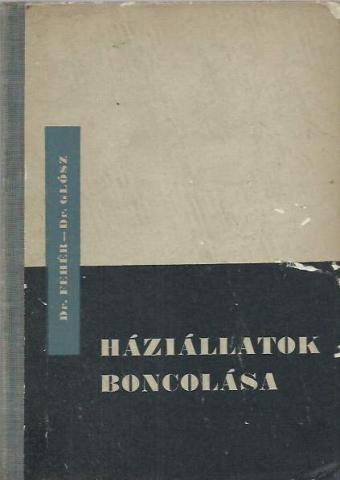 Dr. FEHÉR—Dr. GLÓSZ
HÁZIÁLLATOK
BONCOLÁSA